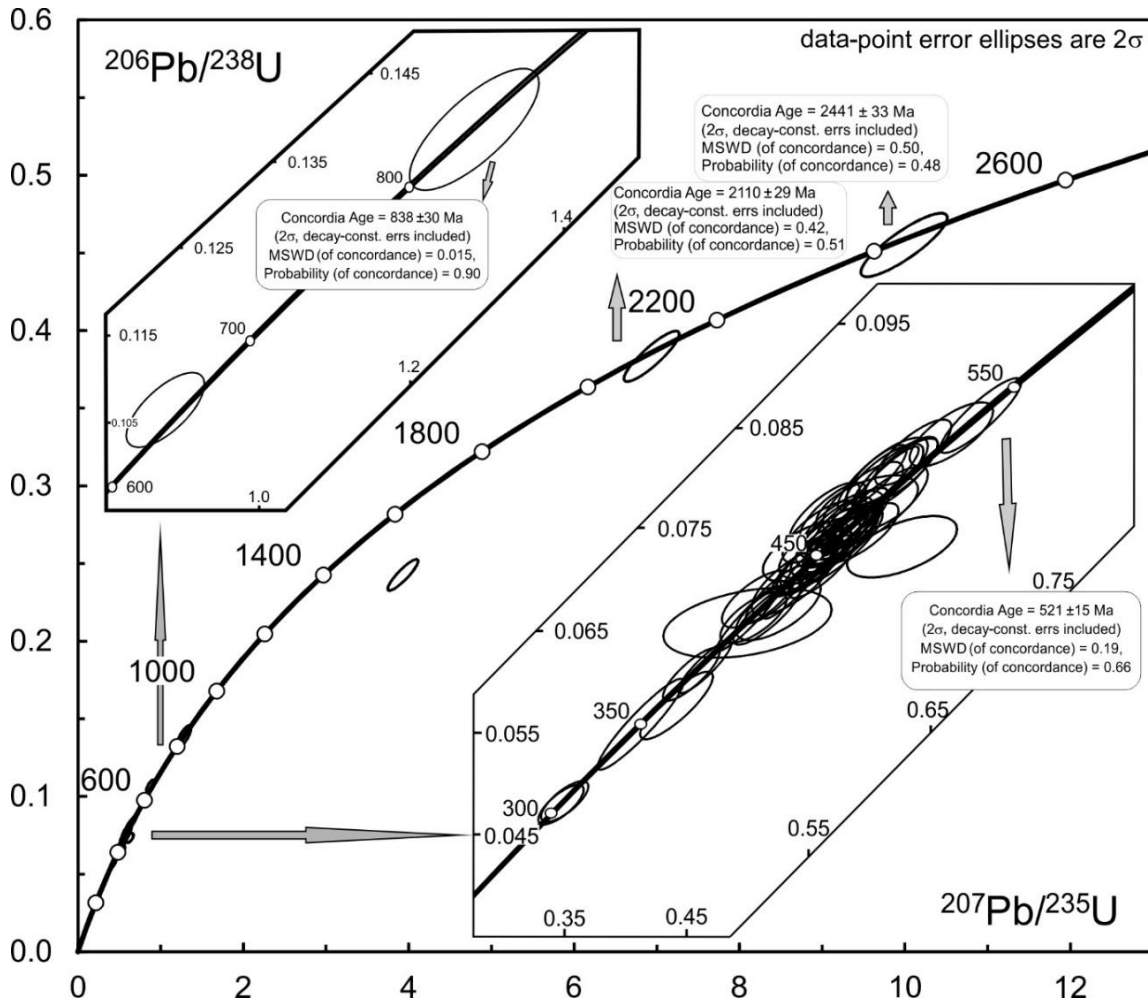 0.6
data-point error ellipses are 2σ
206Pb/238U
0.145
0.135
800
1.4
Concordia Age = 838 ±30 Ma
(2σ, decay-const. errs included)
MSWD (of concordance) = 0.015,
Probability (of concordance) = 0.90
0.125
0.115
700
1.2
0.105
600
1.0
Concordia Age = 2441 ± 33 Ma
(2σ, decay-const. errs included)
MSWD (of concordance) = 0.50,
Probability (of concordance) = 0.48
2600
Concordia Age = 2110 ±29 Ma
(2σ, decay-const. errs included)
MSWD (of concordance) = 0.42,
Probability (of concordance) = 0.51
0.5
2200
0.4
1800
0.3
1400
0.2
1000
600
0.1
0.0
0.095
550
0.085
0.075
450
0.75
0.065
Concordia Age = 521 ±15 Ma
(2σ, decay-const. errs included)
MSWD (of concordance) = 0.19,
Probability (of concordance) = 0.66
350
0.65
0.055
300
0.045
0.55
0.35
0.45
207Pb/235U
0
2
4
6
8
10
12